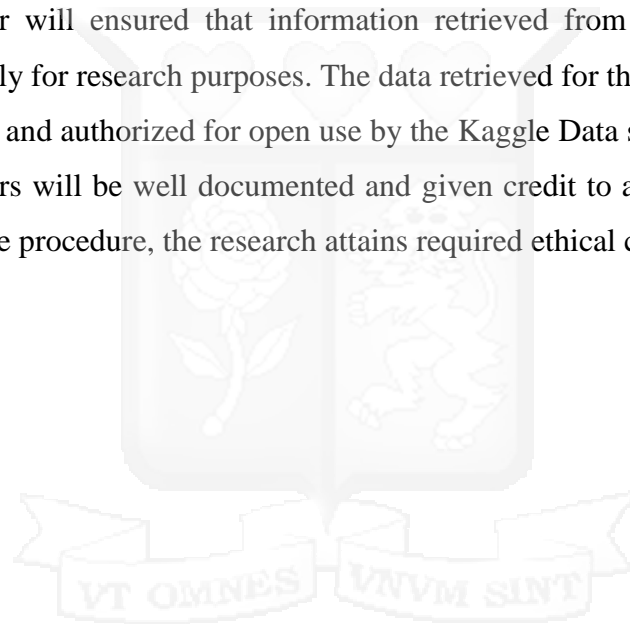 r will ensured that information retrieved from
ly for research purposes. The data retrieved for th
and authorized for open use by the Kaggle Data s
rs will be well documented and given credit to a
e procedure, the research attains required ethical c
VT OMNES VNVM SINT